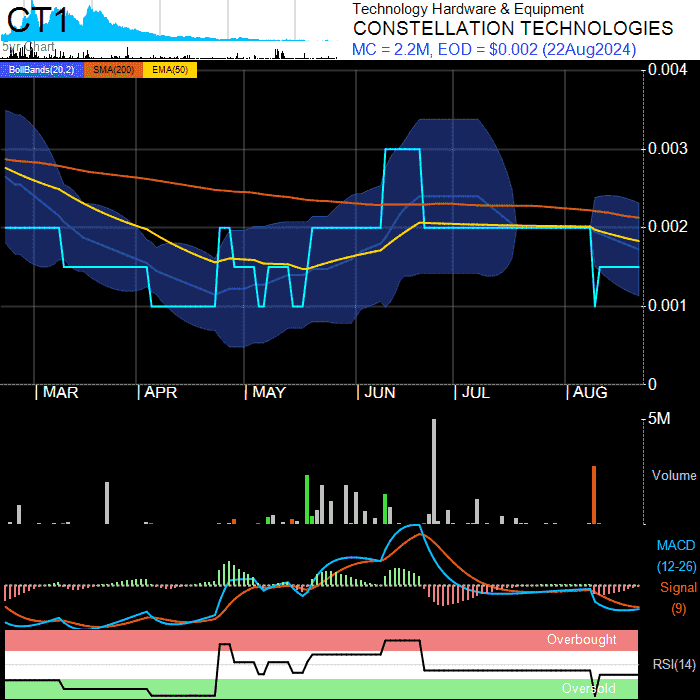 CT1
5yr Chart
Technology Hardware & Equipment
CONSTELLATION TECHNOLOGIES
MC = 2.2M, EOD = $0.002 (22Aug2024)
BollBands(20,2) SMA(200) EMA(50)
0.004
0.003
0.002
0.001
0
| MAR | APR | MAY | JUN | JUL | AUG
5M
Volume
MACD
(12-26)
Signal
(9)
Overbought
RSI(14)
Oversold